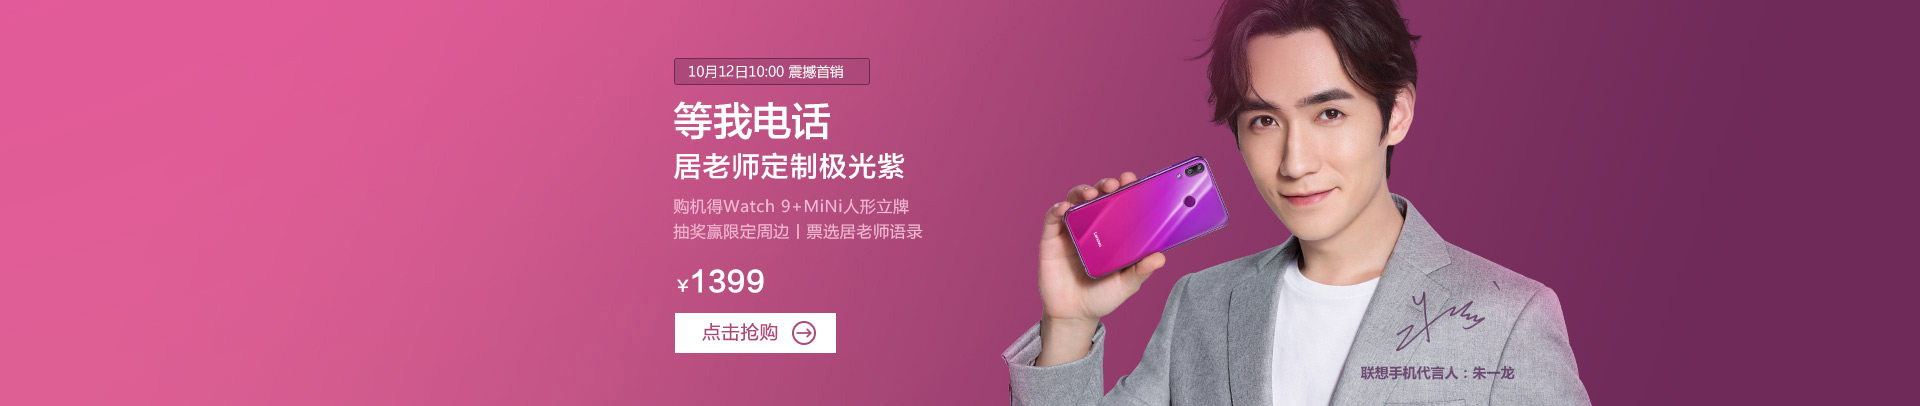 10月12日10:00 震撼首销
等我电话
居老师定制极光紫
购机得Watch 9+MiNi人形立牌
抽奖赢限定周边丨票选居老师语录
¥1399
点击抢购
Lenovo
联想手机代言人：朱一龙